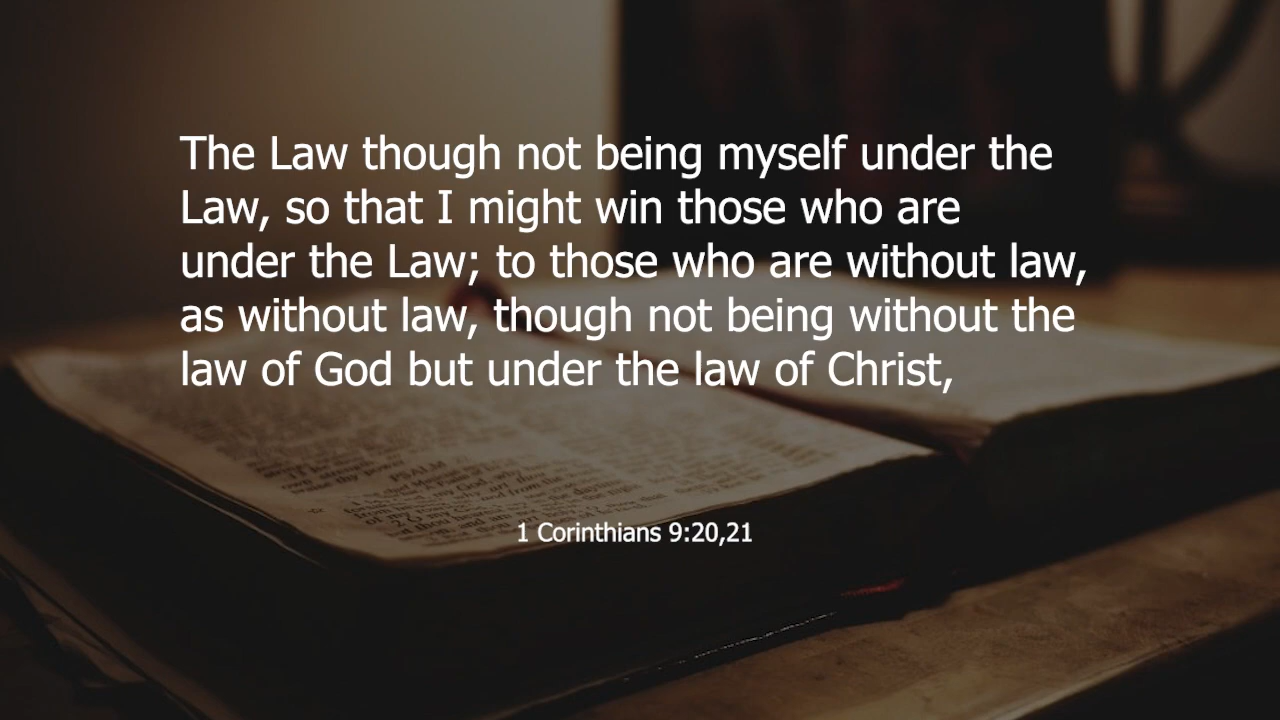 The Law though not being myself under the
Law, so that I might win those who are
under the Law; to those who are without law,
as without law, though not being without the
law of God but under the law of Christ,
PSALM
1 Corinthians 9:20,21